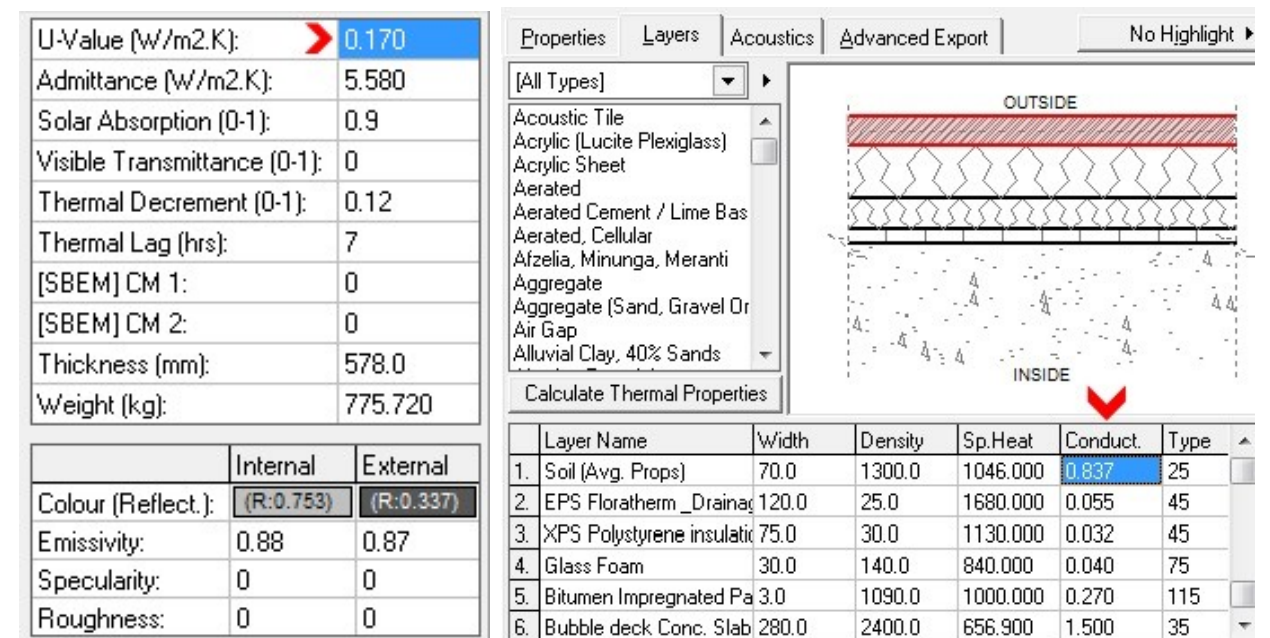 U-Value (W/m2.K): 0.170
Admittance (W/m2.K): 5.580
Solar Absorption (0-1): 0.9
Visible Transmittance (0-1): 0
Thermal Decrement (0-1): 0.12
Thermal Lag (hrs): 7
[SBEM] CM 1: 0
[SBEM] CM 2: 0
Thickness (mm): 578.0
Weight (kg): 775.720
Internal External
Colour (Reflect.): (R:0.753) (R:0.337)
Emissivity: 0.88 0.87
Specularity: 0 0
Roughness: 0 0
Properties Layers Acoustics Advanced Export No Highlight
[All Types]
Acoustic Tile
Acrylic (Lucite Plexiglass)
Acrylic Sheet
Aerated
Aerated Cement / Lime Bas
Aerated, Cellular
Afzelia, Minunga, Meranti
Aggregate
Aggregate (Sand, Gravel Or
Air Gap
Alluvial Clay, 40% Sands
Calculate Thermal Properties
OUTSIDE
INSIDE
Layer Name Width Density Sp.Heat Conduct. Type
1. Soil (Avg. Props) 70.0 1300.0 1046.000 0.837 25
2. EPS Floratherm _Drainag 120.0 25.0 1680.000 0.055 45
3. XPS Polystyrene insulatio 75.0 30.0 1130.000 0.032 45
4. Glass Foam 30.0 140.0 840.000 0.040 75
5. Bitumen Impregnated Pa 3.0 1090.0 1000.000 0.270 115
6. Bubble deck Conc. Slab 280.0 2400.0 656.900 1.500 35